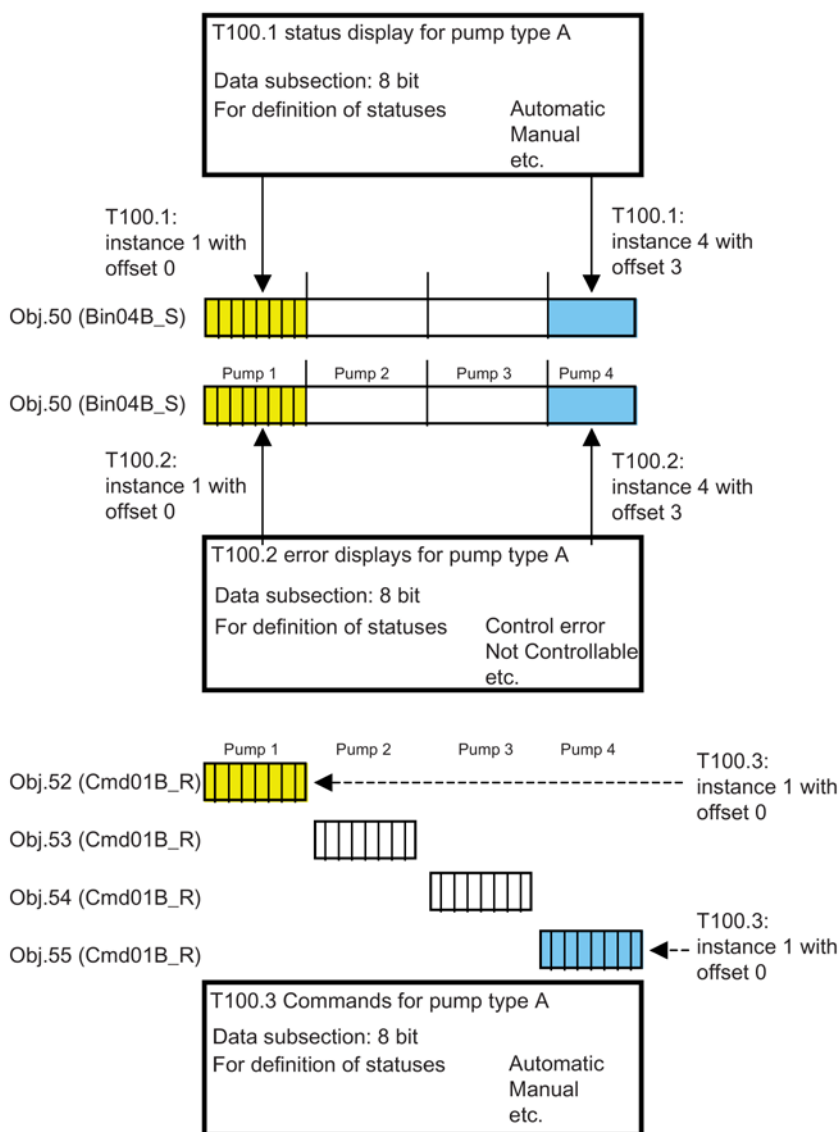 T100.1 status display for pump type A
Data subsection: 8 bit
For definition of statuses Automatic
Manual
etc.
T100.1:
instance 1 with
offset 0
T100.1:
instance 4 with
offset 3
Obj.50 (Bin04B_S)
Pump 1 Pump 2 Pump 3 Pump 4
Obj.50 (Bin04B_S)
T100.2:
instance 1 with
offset 0
T100.2:
instance 4 with
offset 3
T100.2 error displays for pump type A
Data subsection: 8 bit
For definition of statuses Control error
Not Controllable
etc.
Pump 1 Pump 2 Pump 3 Pump 4
Obj.52 (Cmd01B_R)
T100.3:
instance 1 with
offset 0
Obj.53 (Cmd01B_R)
Obj.54 (Cmd01B_R)
Obj.55 (Cmd01B_R)
T100.3:
instance 1 with
offset 0
T100.3 Commands for pump type A
Data subsection: 8 bit
For definition of statuses Automatic
Manual
etc.